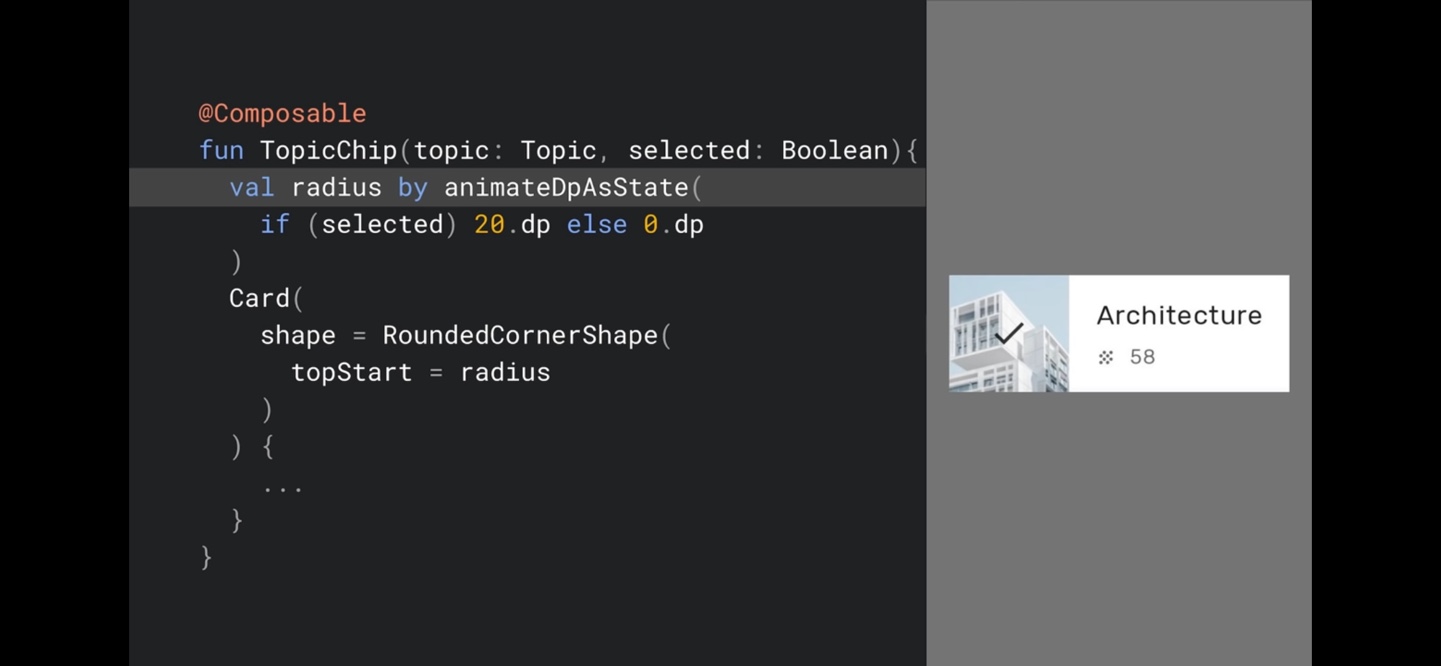 @Composable
fun TopicChip(topic: Topic, selected: Boolean){
  val radius by animateDpAsState(
    if (selected) 20.dp else 0.dp
  )
  Card(
    shape = RoundedCornerShape(
      topStart = radius
    )
  ) {
    ...
  }
}
Architecture
58